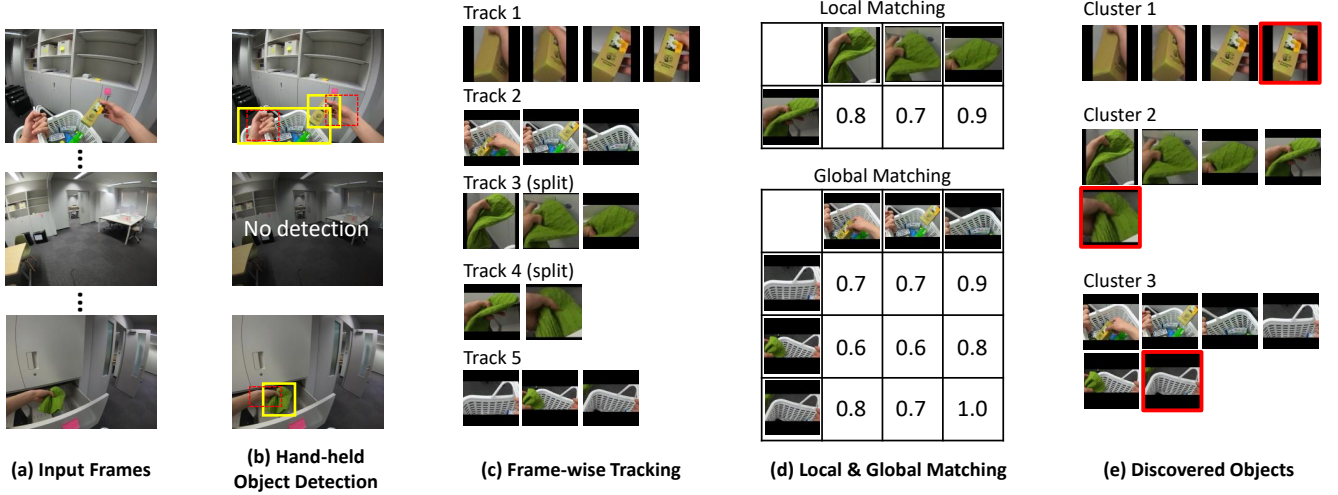 Track 1
Track 2
Track 3 (split)
Track 4 (split)
Track 5
No detection
Local Matching
0.8 0.7 0.9
Global Matching
0.7 0.7 0.9
0.6 0.6 0.8
0.8 0.7 1.0
Cluster 1
Cluster 2
Cluster 3
(a) Input Frames
(b) Hand-held
Object Detection
(c) Frame-wise Tracking
(d) Local & Global Matching
(e) Discovered Objects